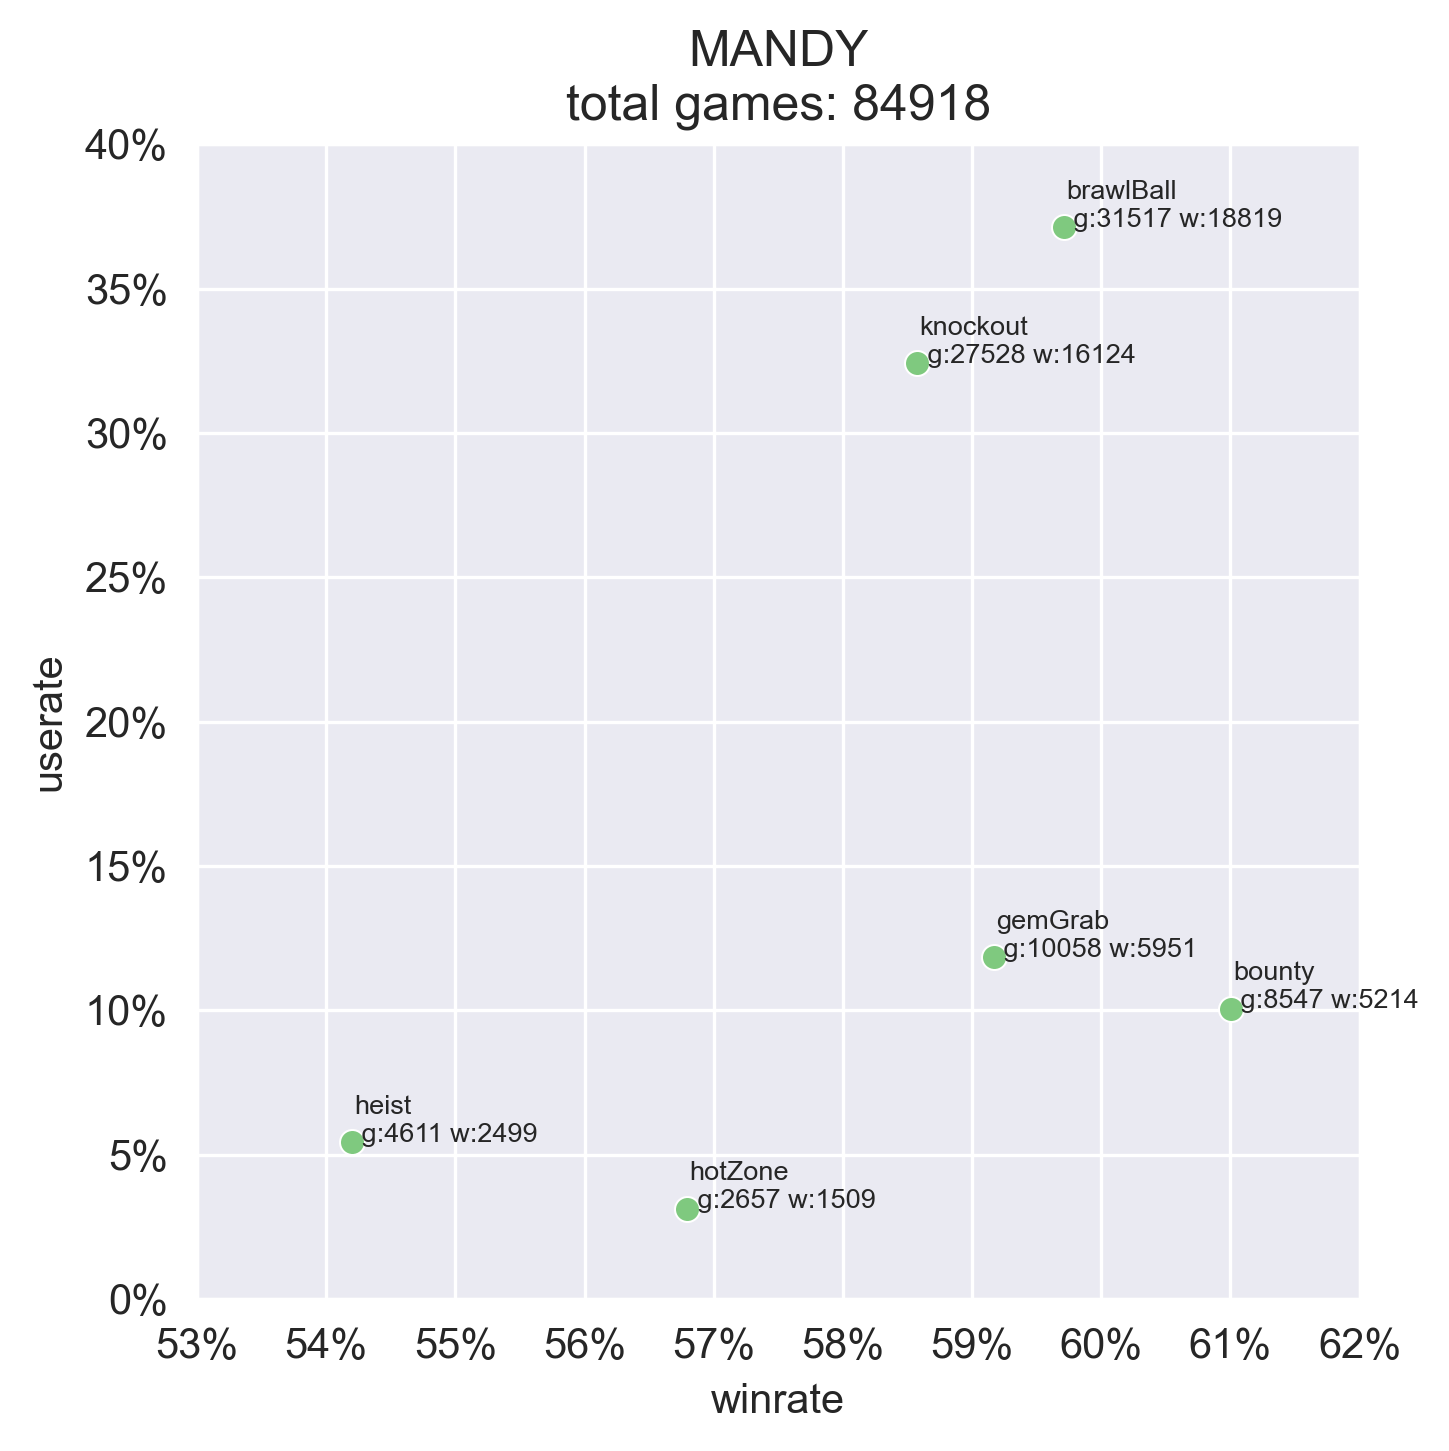 MANDY
total games: 84918
40%
35%
30%
25%
20%
15%
10%
5%
0%
userate
brawlBall
g:31517 w:18819
knockout
g:27528 w:16124
gemGrab
g:10058 w:5951
bounty
g:8547 w:5214
heist
g:4611 w:2499
hotZone
g:2657 w:1509
53% 54% 55% 56% 57% 58% 59% 60% 61% 62%
winrate